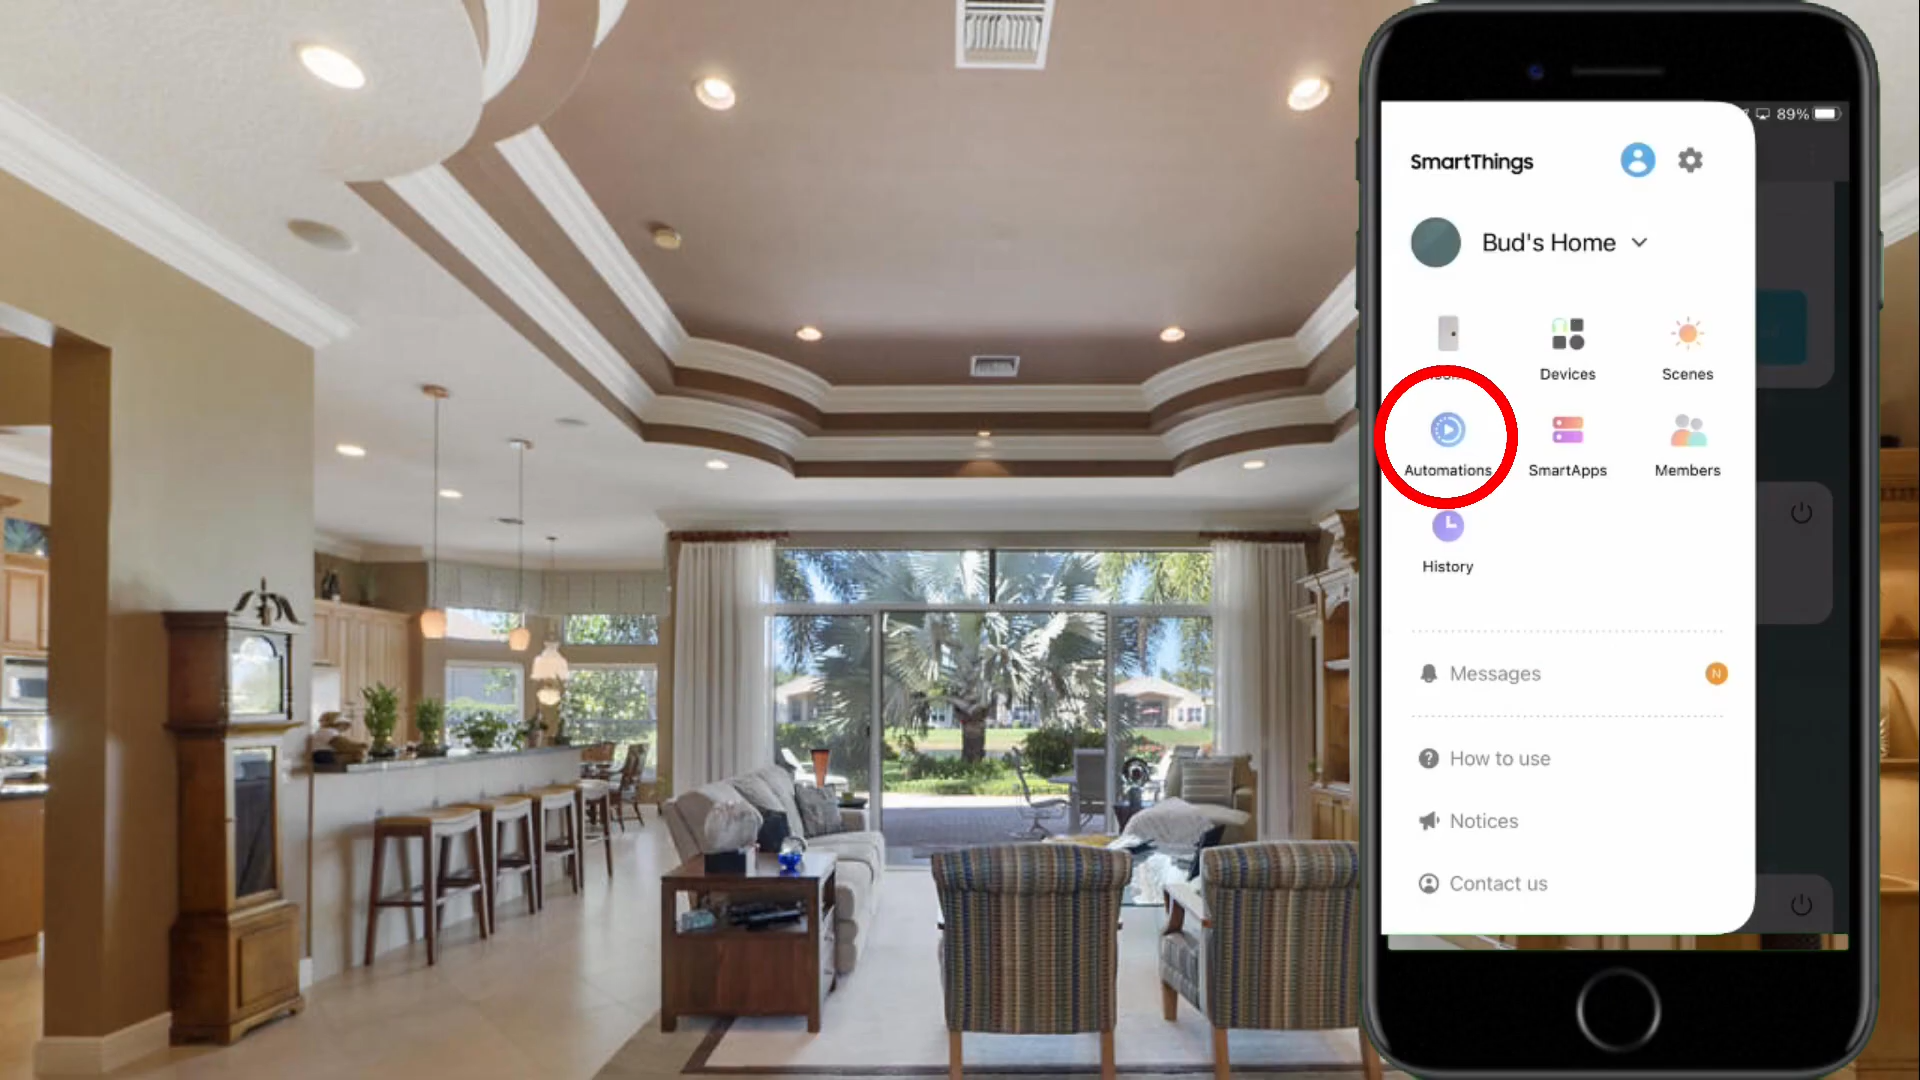 89%
SmartThings
Bud's Home
Devices
Scenes
Automations
SmartApps
Members
History
Messages
N
How to use
Notices
Contact us